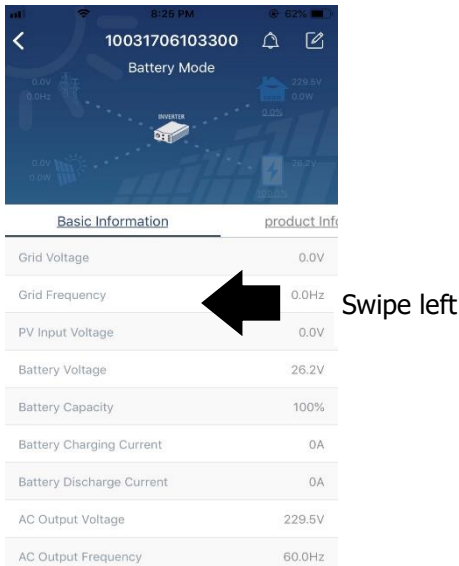 8:25 PM 62%
10031706103300
Battery Mode
0.0V
0.0Hz
229.5V
0.0W
0.0%
INVERTER
0.0V
0.0W
26.2V
100.0%
Basic Information product Info
Grid Voltage 0.0V
Grid Frequency 0.0Hz
Swipe left
PV Input Voltage 0.0V
Battery Voltage 26.2V
Battery Capacity 100%
Battery Charging Current 0A
Battery Discharge Current 0A
AC Output Voltage 229.5V
AC Output Frequency 60.0Hz